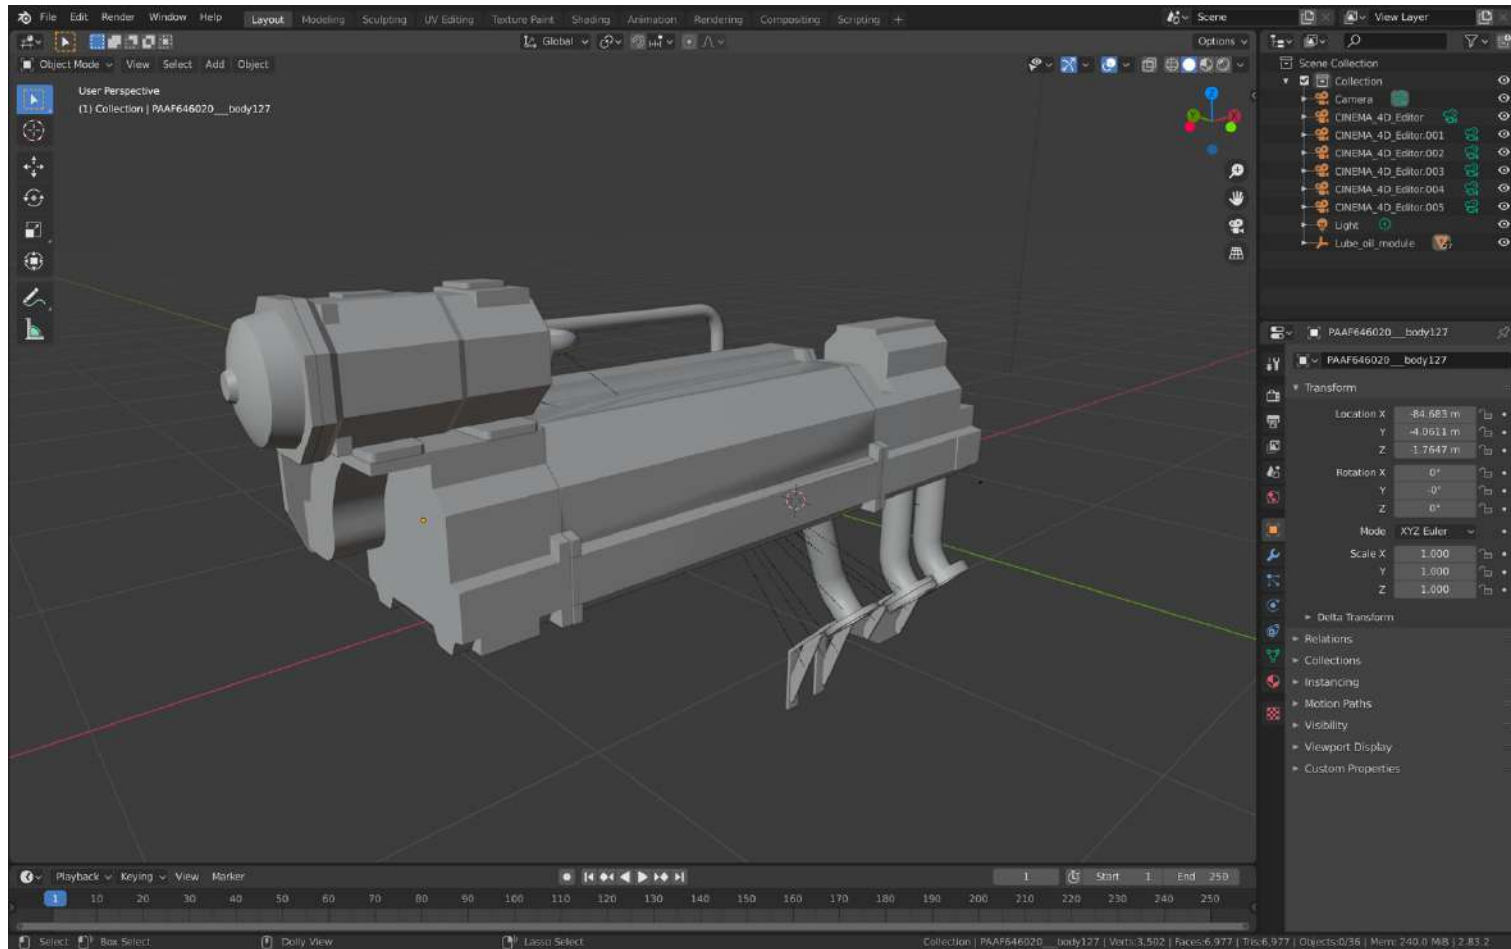 File Edit Render Window Help Layout Modeling Sculpting UV Editing Texture Paint Shading Animation Rendering Compositing Scripting + Scene View Layer
Global Options
Object Mode View Select Add Object
User Perspective
(1) Collection | PAAF646020__body127
Z
Y
X
Scene Collection
Collection
Camera
CINEMA_4D_Editor
CINEMA_4D_Editor.001
CINEMA_4D_Editor.002
CINEMA_4D_Editor.003
CINEMA_4D_Editor.004
CINEMA_4D_Editor.005
Light
Lube_oil_module
PAAF646020__body127
PAAF646020__body127
Transform
Location X -84.683 m
Y -4.0611 m
Z -1.7647 m
Rotation X 0°
Y -0°
Z 0°
Mode XYZ Euler
Scale X 1.000
Y 1.000
Z 1.000
Delta Transform
Relations
Collections
Instancing
Motion Paths
Visibility
Viewport Display
Custom Properties
Playback Keying View Marker 1 Start 1 End 250
1 10 20 30 40 50 60 70 80 90 100 110 120 130 140 150 160 170 180 190 200 210 220 230 240 250
Select Box Select Dolly View Lasso Select Collection | PAAF646020__body127 | Verts:3,502 | Faces:6,977 | Tris:6,977 | Objects:0/36 | Mem: 240.0 MiB | 2.83.2